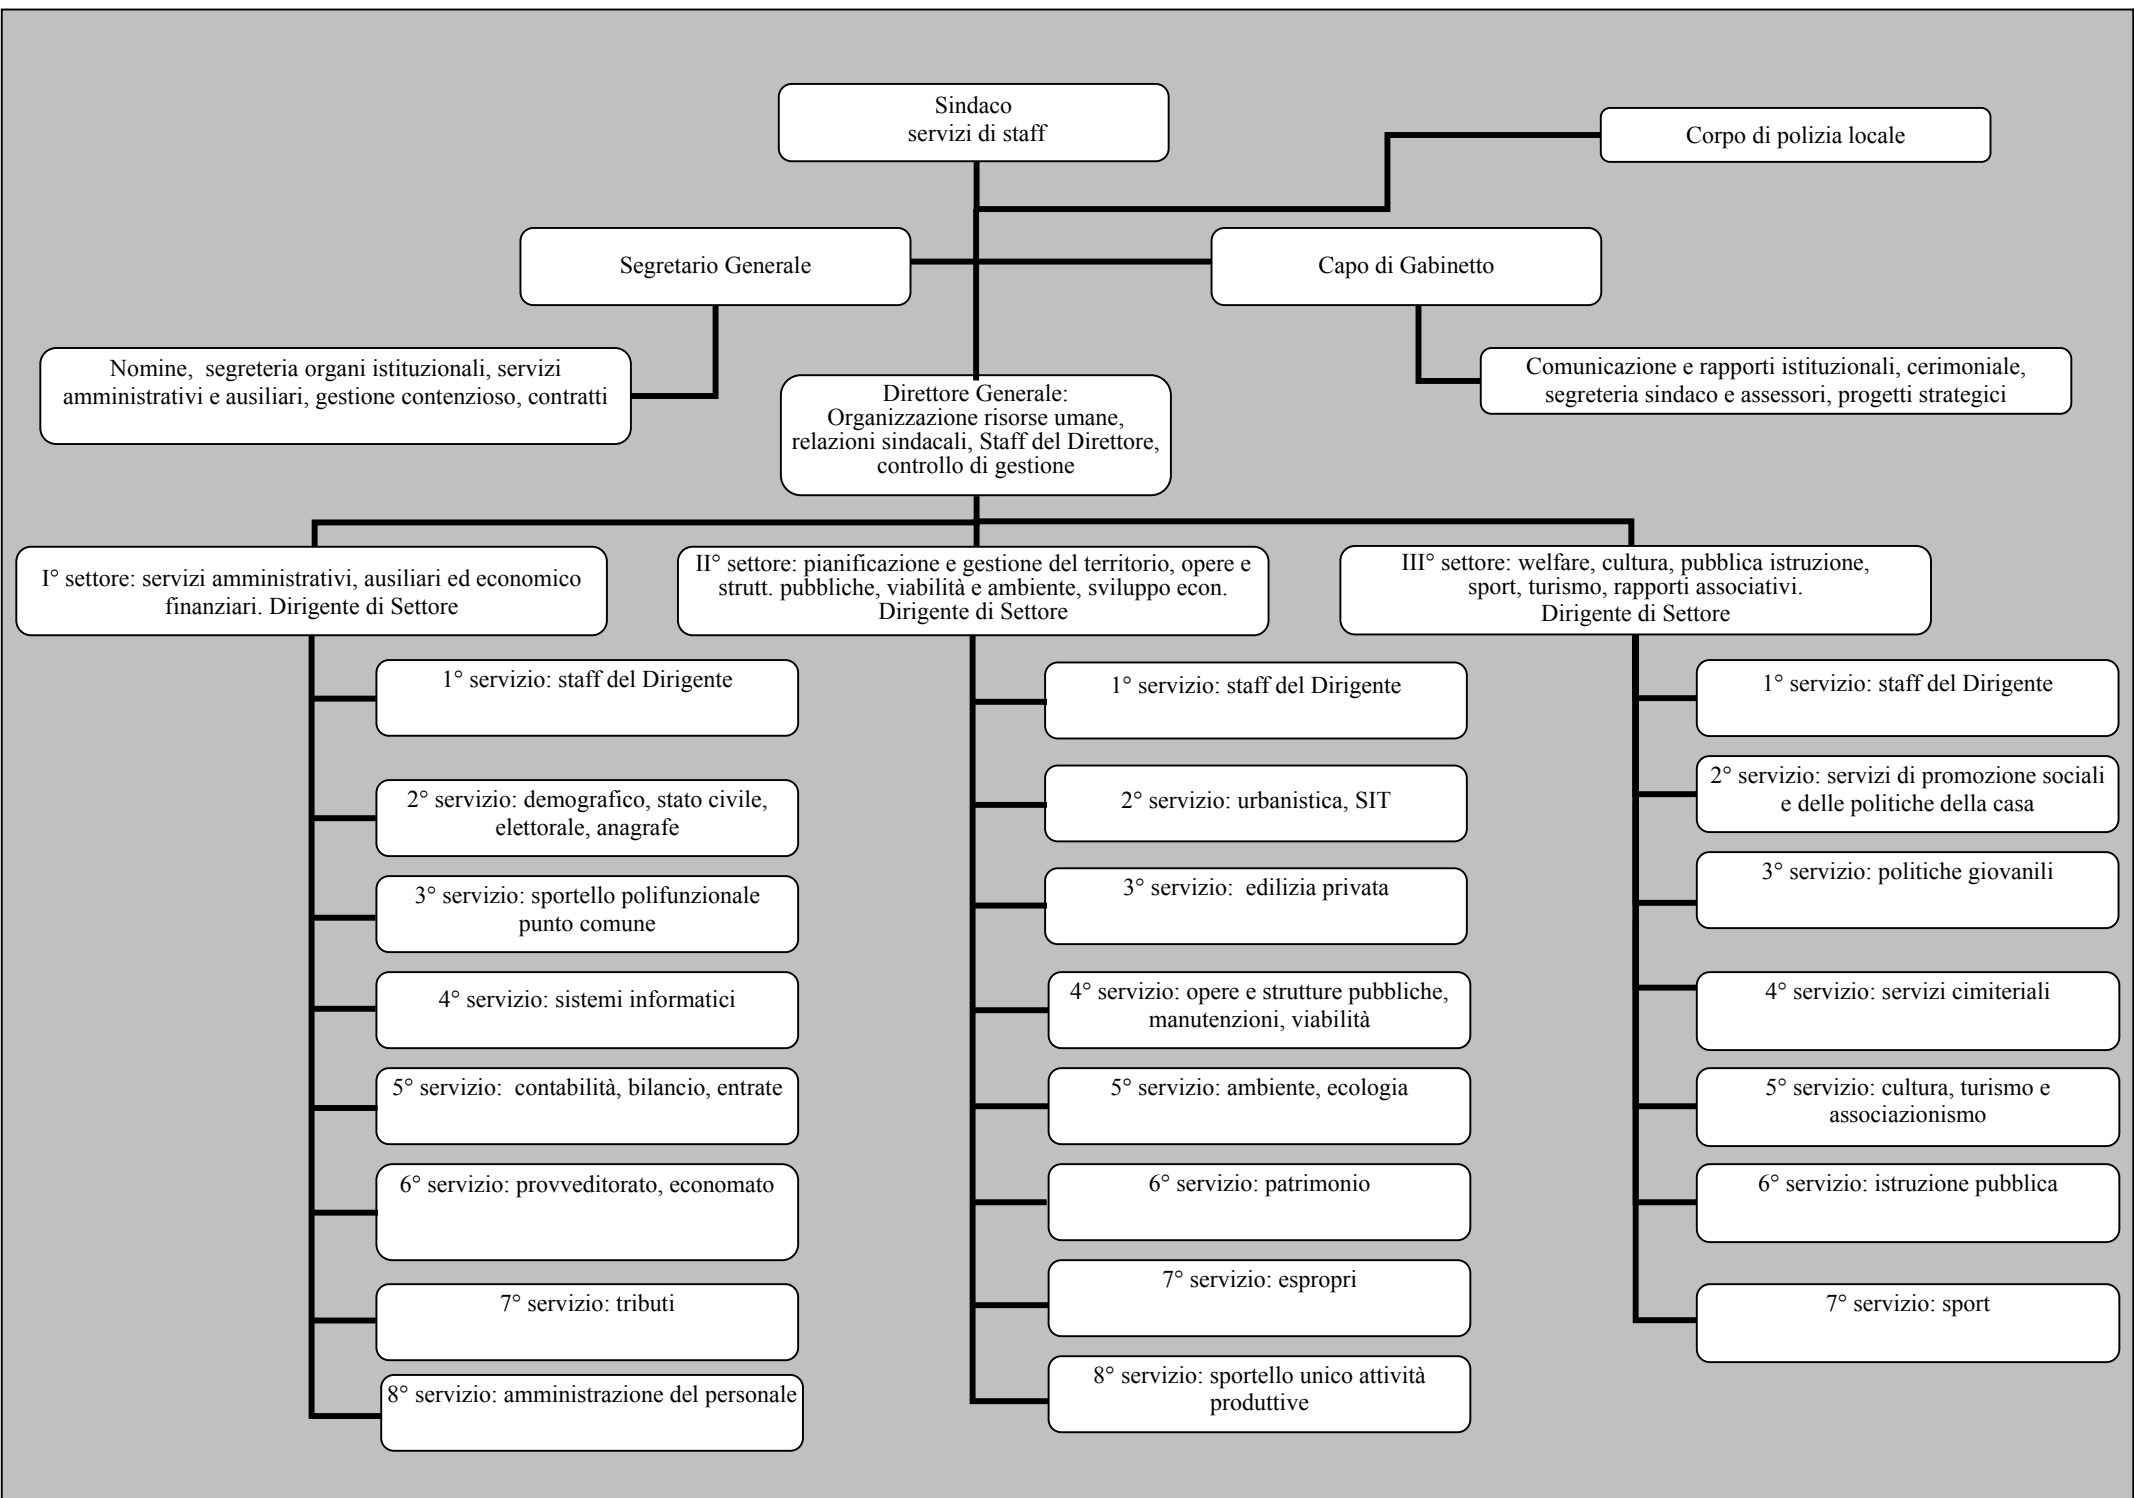 Sindaco
servizi di staff
Corpo di polizia locale
Segretario Generale
Capo di Gabinetto
Nomine,  segreteria organi istituzionali, servizi
amministrativi e ausiliari, gestione contenzioso, contratti
Comunicazione e rapporti istituzionali, cerimoniale,
segreteria sindaco e assessori, progetti strategici
Direttore Generale:
Organizzazione risorse umane,
relazioni sindacali, Staff del Direttore,
controllo di gestione
I° settore: servizi amministrativi, ausiliari ed economico
finanziari. Dirigente di Settore
II° settore: pianificazione e gestione del territorio, opere e
strutt. pubbliche, viabilità e ambiente, sviluppo econ.
Dirigente di Settore
III° settore: welfare, cultura, pubblica istruzione,
sport, turismo, rapporti associativi.
Dirigente di Settore
1° servizio: staff del Dirigente
2° servizio: demografico, stato civile,
elettorale, anagrafe
3° servizio: sportello polifunzionale
punto comune
4° servizio: sistemi informatici
5° servizio:  contabilità, bilancio, entrate
6° servizio: provveditorato, economato
7° servizio: tributi
8° servizio: amministrazione del personale
1° servizio: staff del Dirigente
2° servizio: urbanistica, SIT
3° servizio:  edilizia privata
4° servizio: opere e strutture pubbliche,
manutenzioni, viabilità
5° servizio: ambiente, ecologia
6° servizio: patrimonio
7° servizio: espropri
8° servizio: sportello unico attività
produttive
1° servizio: staff del Dirigente
2° servizio: servizi di promozione sociali
e delle politiche della casa
3° servizio: politiche giovanili
4° servizio: servizi cimiteriali
5° servizio: cultura, turismo e
associazionismo
6° servizio: istruzione pubblica
7° servizio: sport